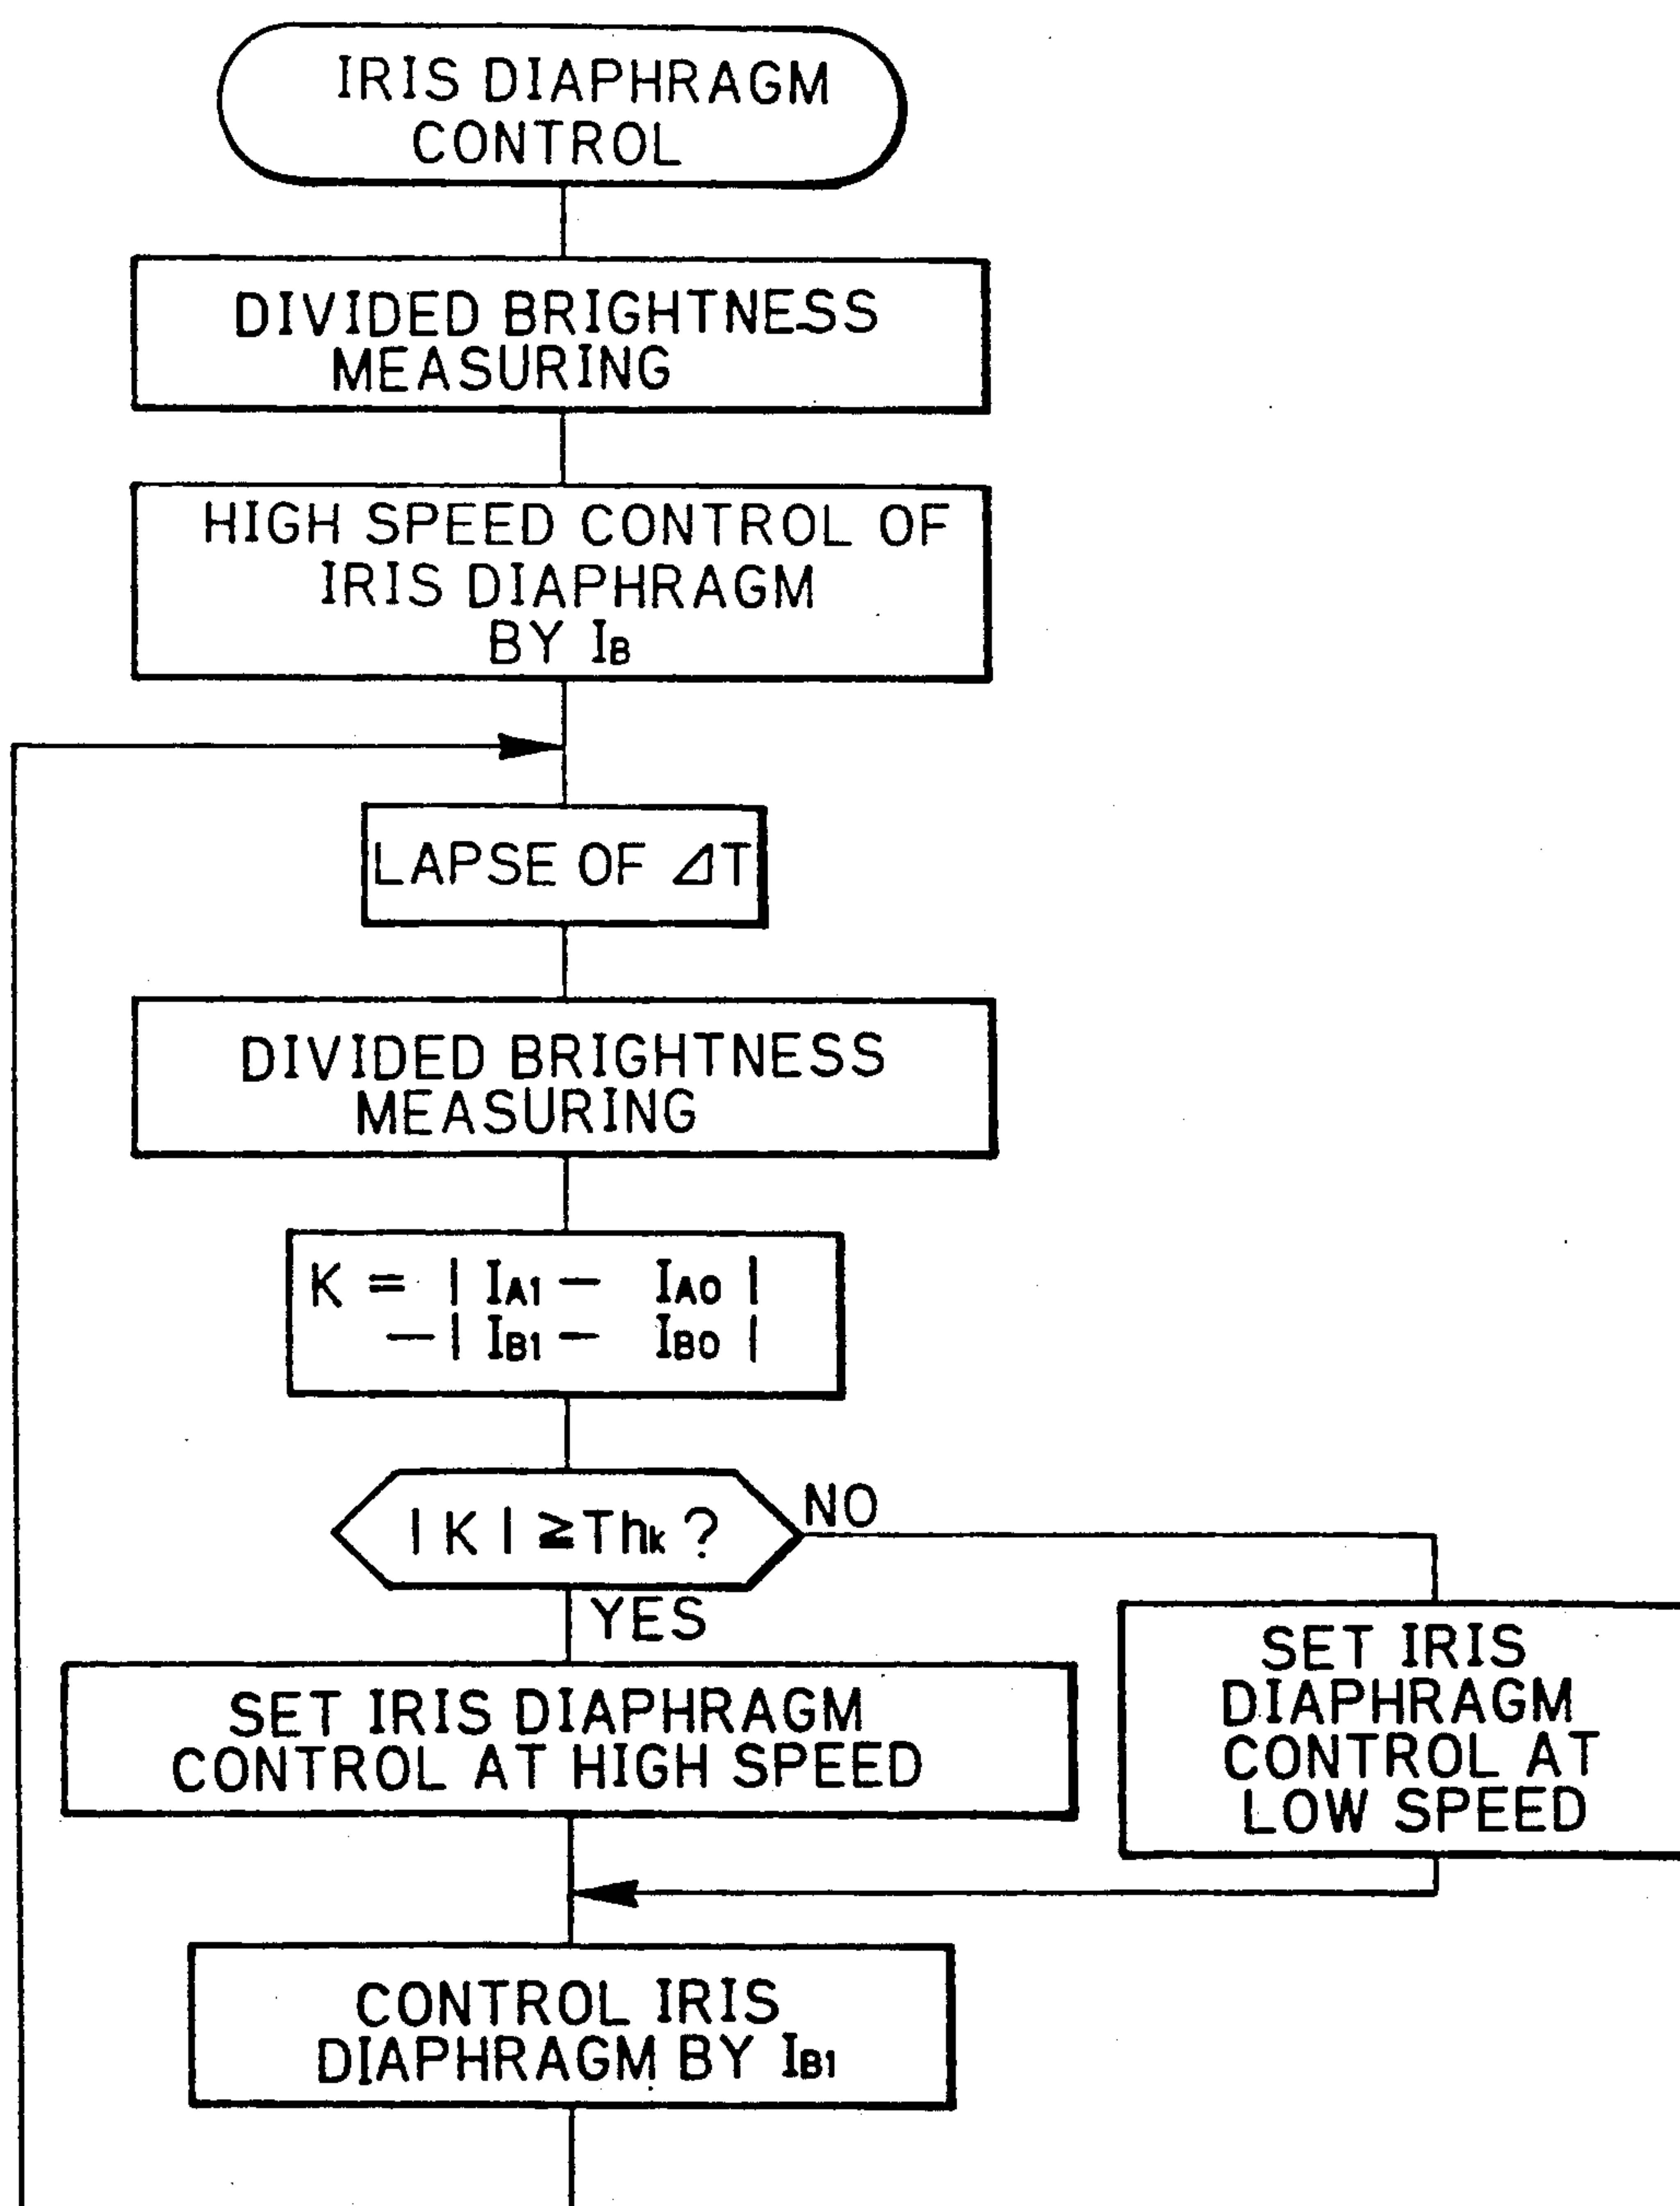 IRIS DIAPHRAGM
CONTROL
DIVIDED BRIGHTNESS
MEASURING
HIGH SPEED CONTROL OF
IRIS DIAPHRAGM
BY IB
LAPSE OF ⊿T
DIVIDED BRIGHTNESS
MEASURING
K = | IA1 − IA0 |
− | IB1 − IB0 |
| K | ≧ Thk ?
NO
YES
SET IRIS DIAPHRAGM
CONTROL AT HIGH SPEED
SET IRIS
DIAPHRAGM
CONTROL AT
LOW SPEED
CONTROL IRIS
DIAPHRAGM BY IB1